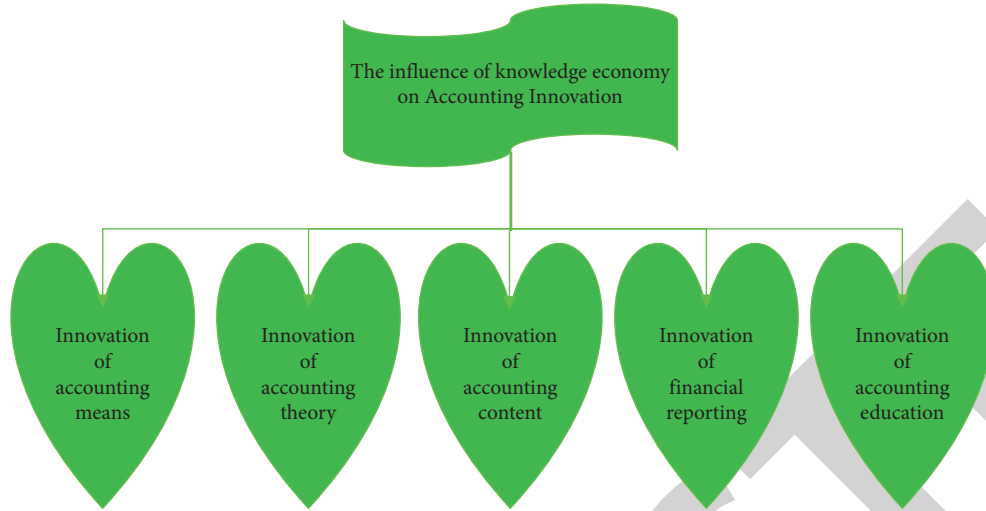 The influence of knowledge economy
on Accounting Innovation
Innovation
of
accounting
means
Innovation
of
accounting
theory
Innovation
of
accounting
content
Innovation
of
financial
reporting
Innovation
of
accounting
education